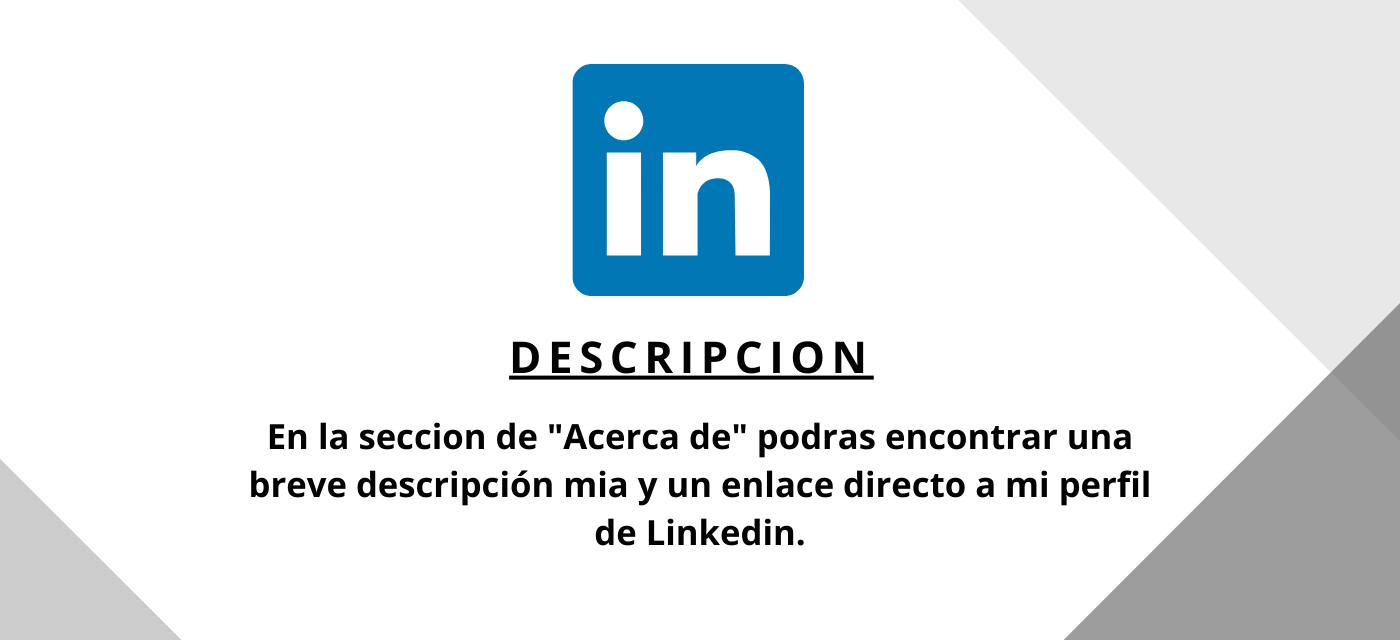 in
DESCRIPCION
En la seccion de "Acerca de" podras encontrar una
breve descripción mia y un enlace directo a mi perfil
de Linkedin.